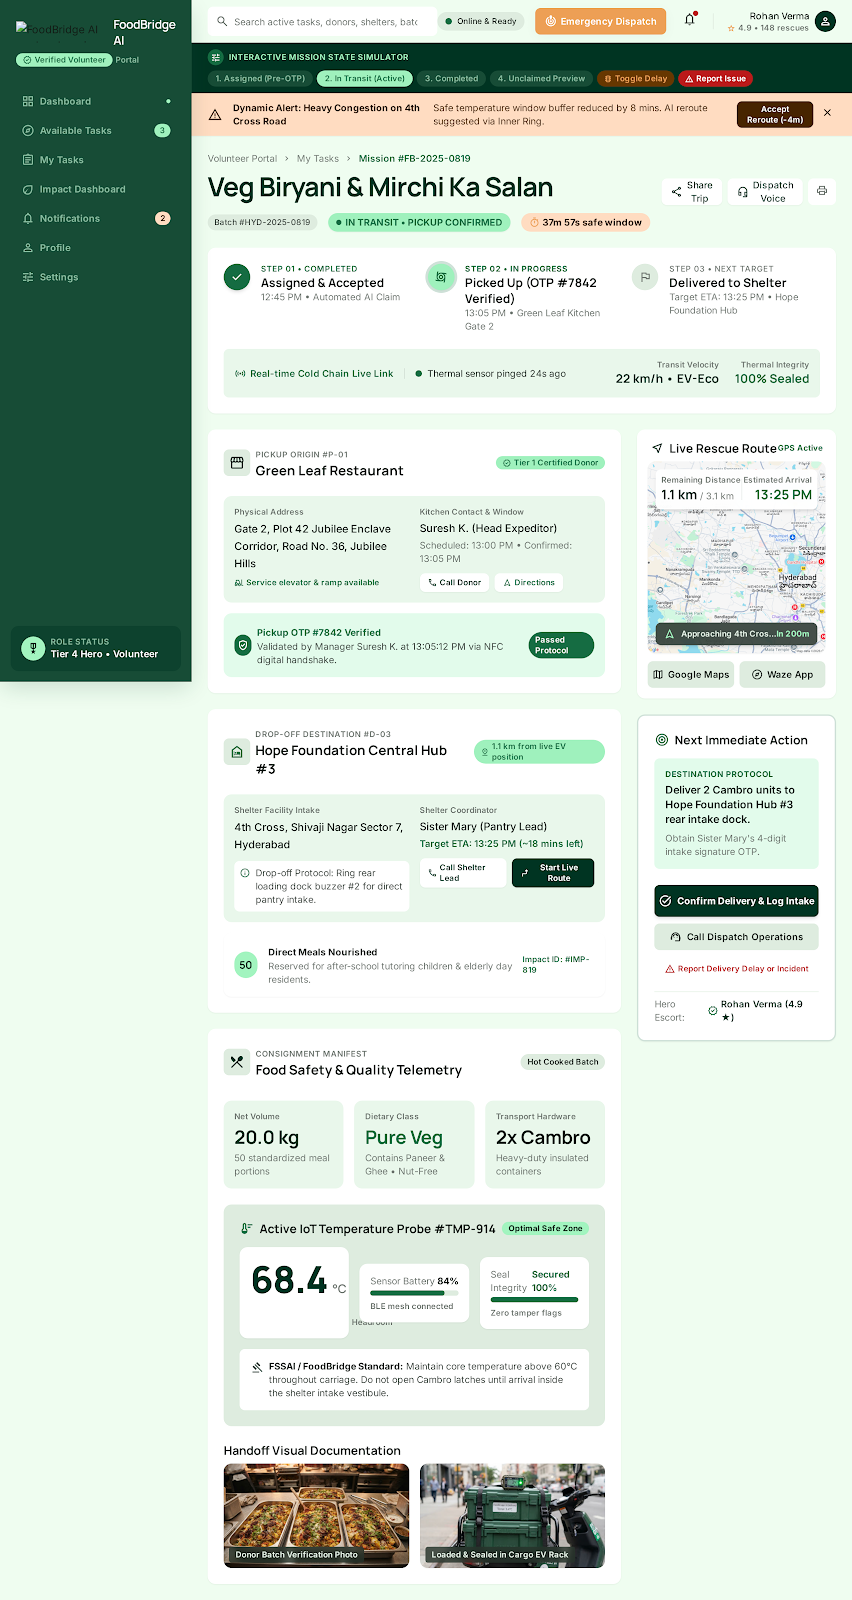 FoodBridge AI
FoodBridge
AI
Verified Volunteer Portal
Dashboard
Available Tasks 3
My Tasks
Impact Dashboard
Notifications 2
Profile
Settings
ROLE STATUS
Tier 4 Hero • Volunteer
Search active tasks, donors, shelters, batc
Online & Ready
Emergency Dispatch
Rohan Verma
4.9 • 148 rescues
INTERACTIVE MISSION STATE SIMULATOR
1. Assigned (Pre-OTP) 2. In Transit (Active) 3. Completed 4. Unclaimed Preview Toggle Delay Report Issue
Dynamic Alert: Heavy Congestion on 4th
Cross Road
Safe temperature window buffer reduced by 8 mins. AI reroute
suggested via Inner Ring.
Accept
Reroute (-4m)
Volunteer Portal > My Tasks > Mission #FB-2025-0819
Veg Biryani & Mirchi Ka Salan
Share
Trip
Dispatch
Voice
Batch #HYD-2025-0819 IN TRANSIT • PICKUP CONFIRMED 37m 57s safe window
STEP 01 • COMPLETED
Assigned & Accepted
12:45 PM • Automated AI Claim
STEP 02 • IN PROGRESS
Picked Up (OTP #7842
Verified)
13:05 PM • Green Leaf Kitchen
Gate 2
STEP 03 • NEXT TARGET
Delivered to Shelter
Target ETA: 13:25 PM • Hope
Foundation Hub
Real-time Cold Chain Live Link
Thermal sensor pinged 24s ago
Transit Velocity
22 km/h • EV-Eco
Thermal Integrity
100% Sealed
PICKUP ORIGIN #P-01
Green Leaf Restaurant
Tier 1 Certified Donor
Physical Address
Gate 2, Plot 42 Jubilee Enclave
Corridor, Road No. 36, Jubilee
Hills
Service elevator & ramp available
Kitchen Contact & Window
Suresh K. (Head Expeditor)
Scheduled: 13:00 PM • Confirmed:
13:05 PM
Call Donor
Directions
Pickup OTP #7842 Verified
Validated by Manager Suresh K. at 13:05:12 PM via NFC
digital handshake.
Passed
Protocol
Live Rescue Route GPS Active
Remaining Distance
1.1 km / 3.1 km
Estimated Arrival
13:25 PM
Hyderabad
హైదరాబాద్
Approaching 4th Cros...In 200m
Google Maps
Waze App
DROP-OFF DESTINATION #D-03
Hope Foundation Central Hub
#3
1.1 km from live EV
position
Shelter Facility Intake
4th Cross, Shivaji Nagar Sector 7,
Hyderabad
Drop-off Protocol: Ring rear
loading dock buzzer #2 for direct
pantry intake.
Shelter Coordinator
Sister Mary (Pantry Lead)
Target ETA: 13:25 PM (~18 mins left)
Call Shelter
Lead
Start Live
Route
50
Direct Meals Nourished
Reserved for after-school tutoring children & elderly day
residents.
Impact ID: #IMP-
819
Next Immediate Action
DESTINATION PROTOCOL
Deliver 2 Cambro units to
Hope Foundation Hub #3
rear intake dock.
Obtain Sister Mary's 4-digit
intake signature OTP.
Confirm Delivery & Log Intake
Call Dispatch Operations
Report Delivery Delay or Incident
Hero
Escort:
Rohan Verma (4.9
★)
CONSIGNMENT MANIFEST
Food Safety & Quality Telemetry
Hot Cooked Batch
Net Volume
20.0 kg
50 standardized meal
portions
Dietary Class
Pure Veg
Contains Paneer &
Ghee • Nut-Free
Transport Hardware
2x Cambro
Heavy-duty insulated
containers
Active IoT Temperature Probe #TMP-914
Optimal Safe Zone
68.4 °C
Headroom
Sensor Battery 84%
BLE mesh connected
Seal
Integrity
Secured
100%
Zero tamper flags
FSSAI / FoodBridge Standard: Maintain core temperature above 60°C
throughout carriage. Do not open Cambro latches until arrival inside
the shelter intake vestibule.
Handoff Visual Documentation
Donor Batch Verification Photo
Loaded & Sealed in Cargo EV Rack